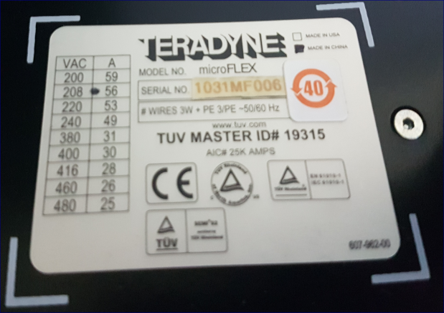 TERADYNE
MADE IN USA
MADE IN CHINA
MODEL NO. microFLEX
SERIAL NO. 1031MF006
40
# WIRES 3W + PE 3/PE ~50/60 Hz
www.tuv.com
TUV MASTER ID# 19315
AIC# 25K AMPS
VAC A
200 59
208 56
220 53
240 49
380 31
400 30
416 28
460 26
480 25
CE
TÜV
607-962-00